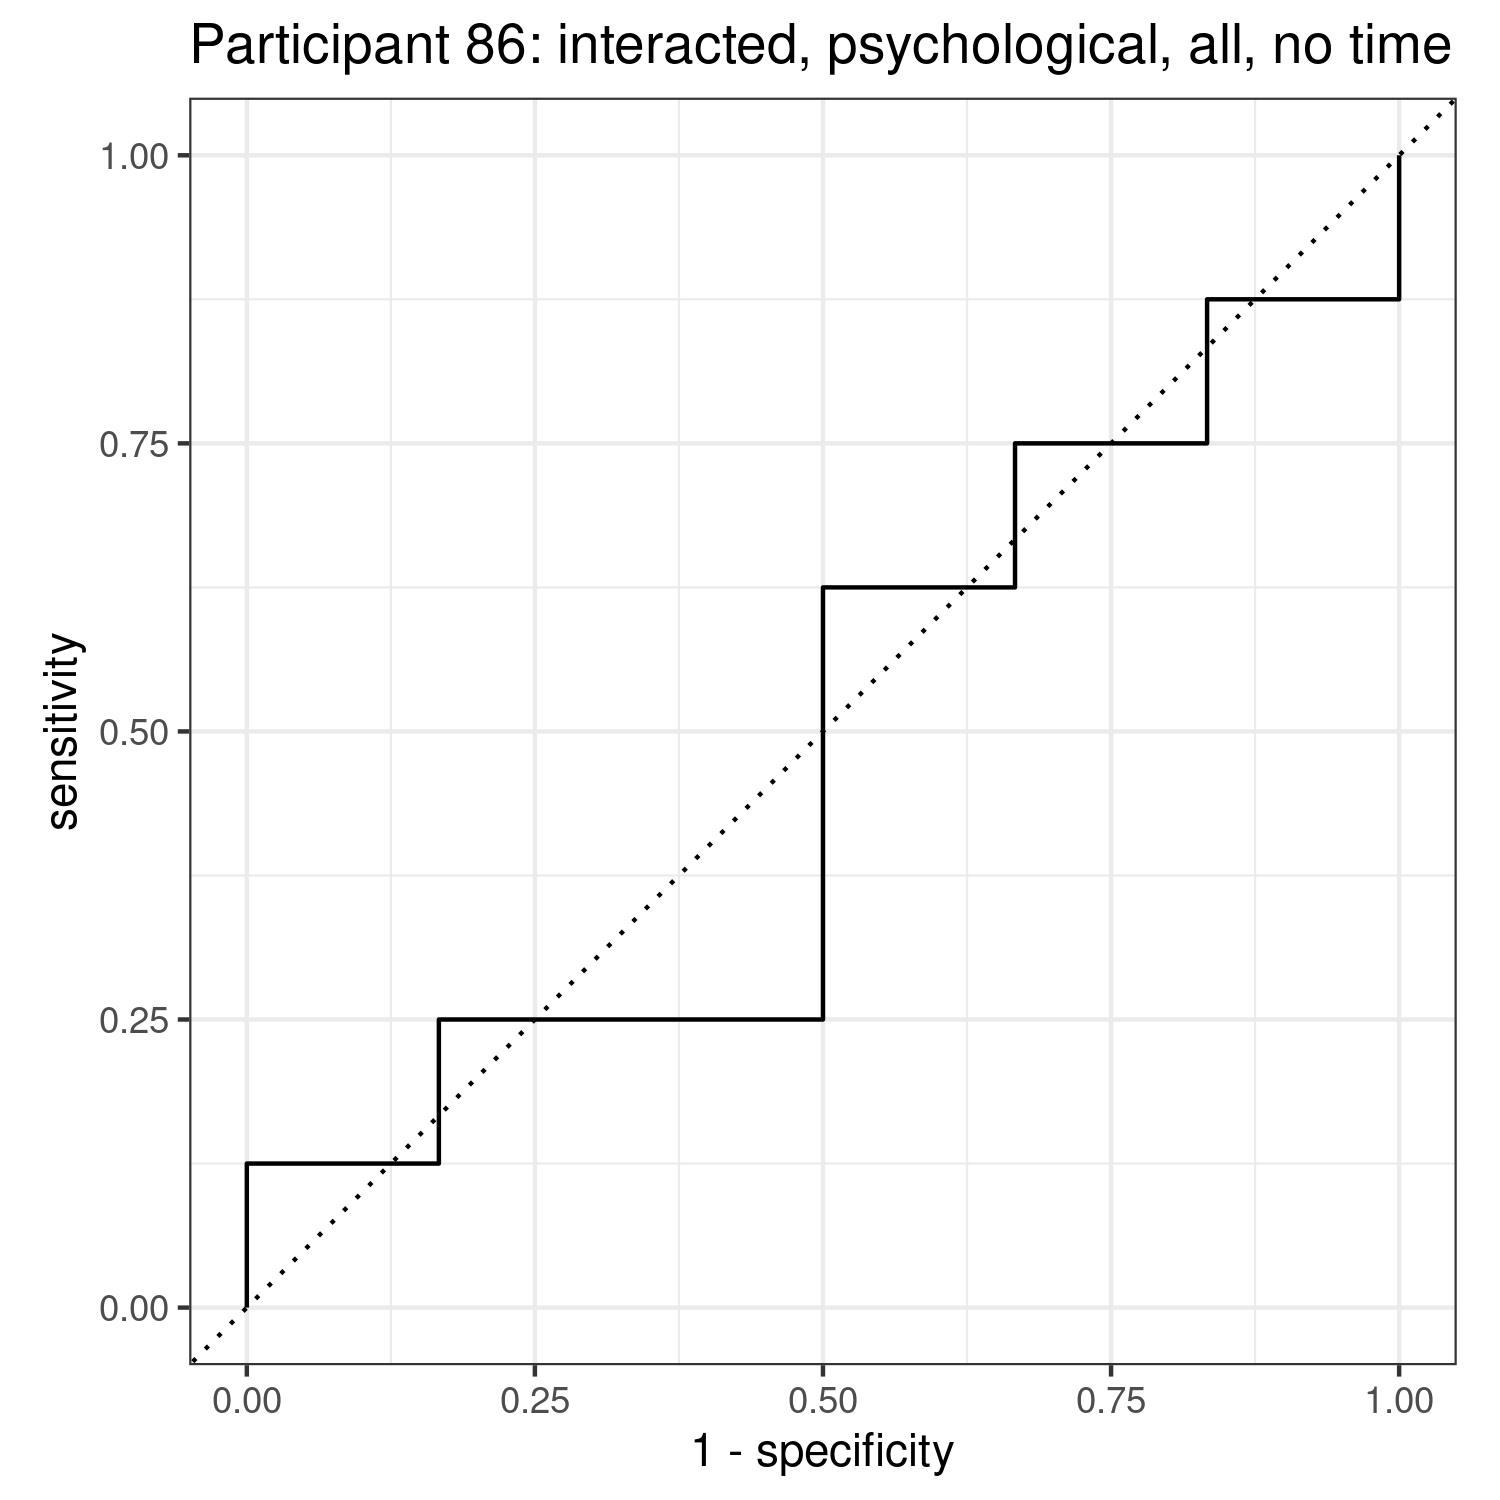 Participant 86: interacted, psychological, all, no time
1.00
0.75
0.50
0.25
0.00
sensitivity
0.00 0.25 0.50 0.75 1.00
1 - specificity